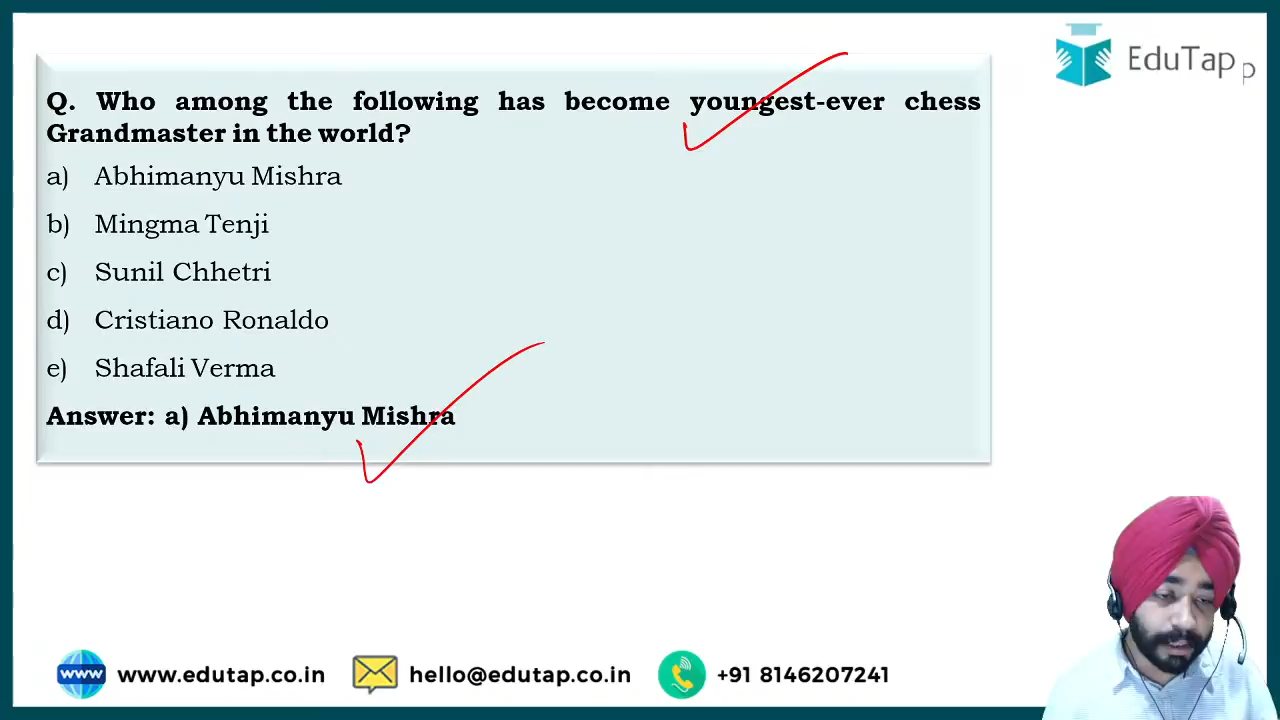 EduTap
p
Q. Who among the following has become youngest-ever chess
Grandmaster in the world?
a) Abhimanyu Mishra
b) Mingma Tenji
c) Sunil Chhetri
d) Cristiano Ronaldo
e) Shafali Verma
Answer: a) Abhimanyu Mishra
www www.edutap.co.in hello@edutap.co.in +91 8146207241